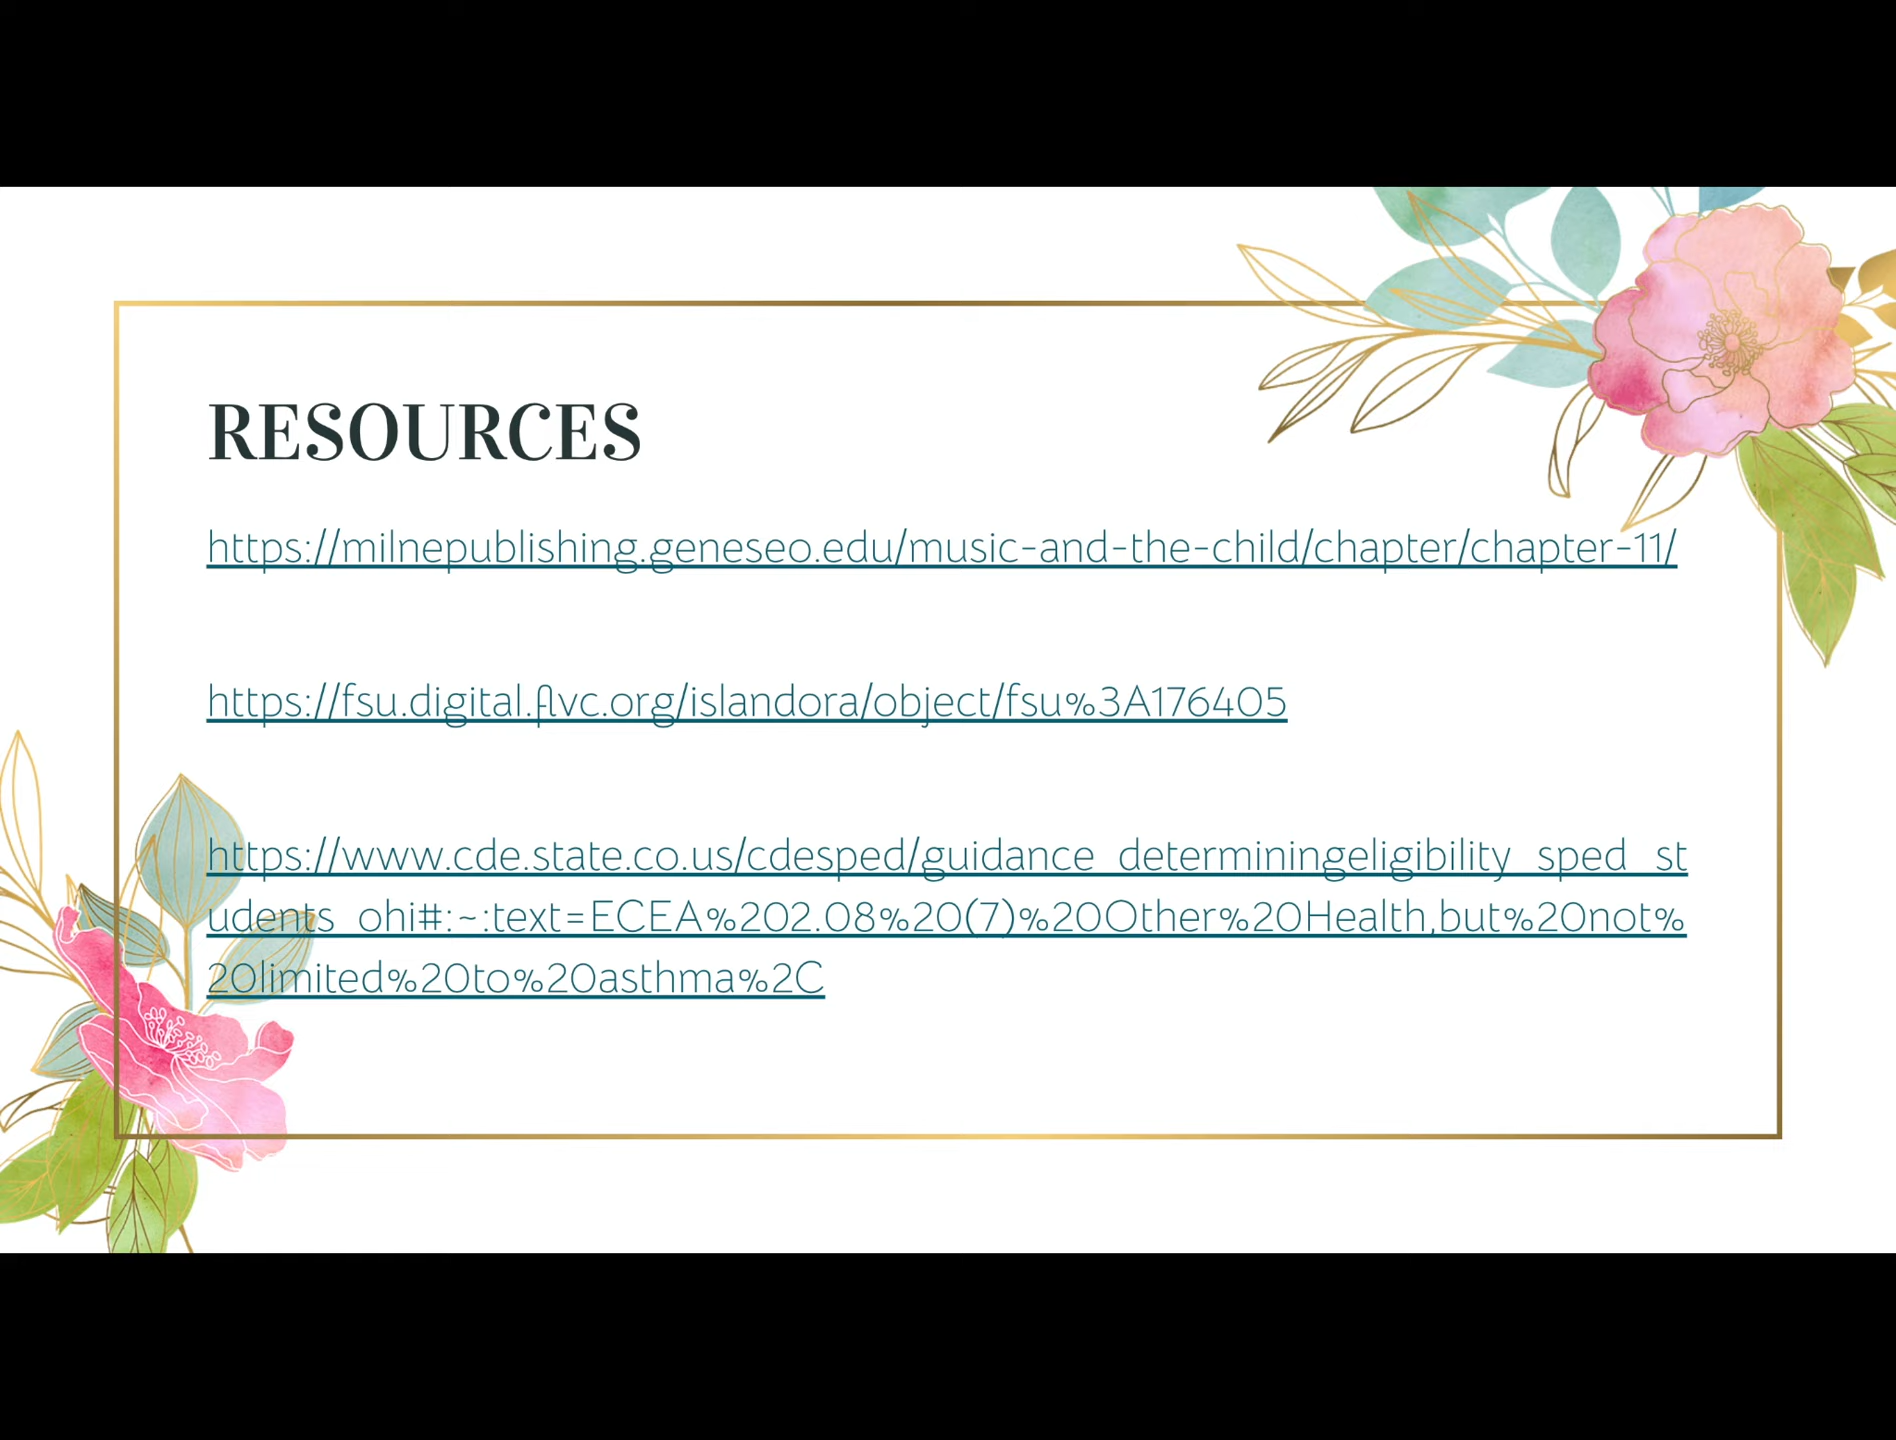 RESOURCES
https://milnepublishing.geneseo.edu/music-and-the-child/chapter/chapter-11/
https://fsu.digital.flvc.org/islandora/object/fsu%3A176405
https://www.cde.state.co.us/cdesped/guidance_determiningeligibility_sped_st
udents_ohi#:~:text=ECEA%202.08%20(7)%20Other%20Health,but%20not%
20limited%20to%20asthma%2C